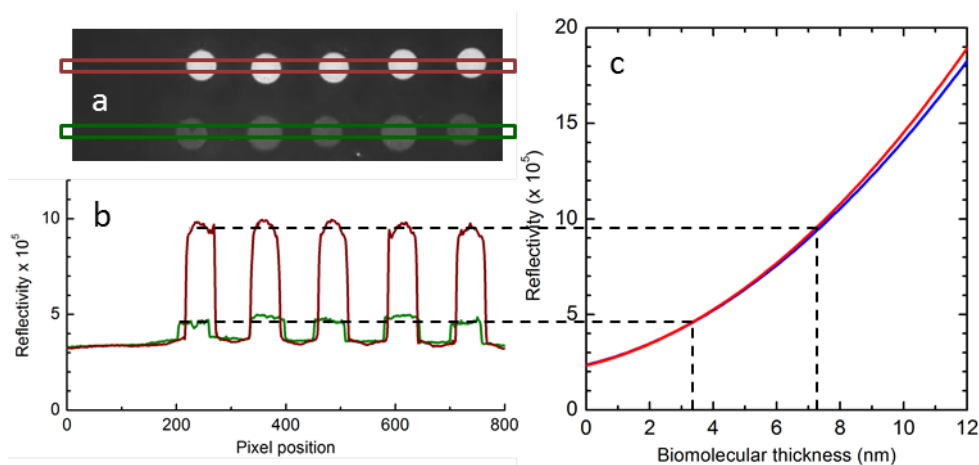 a
b
Reflectivity x 10⁵
10
5
0
0
200
400
600
800
Pixel position
c
Reflectivity (x 10⁵)
20
15
10
5
0
0
2
4
6
8
10
12
Biomolecular thickness (nm)